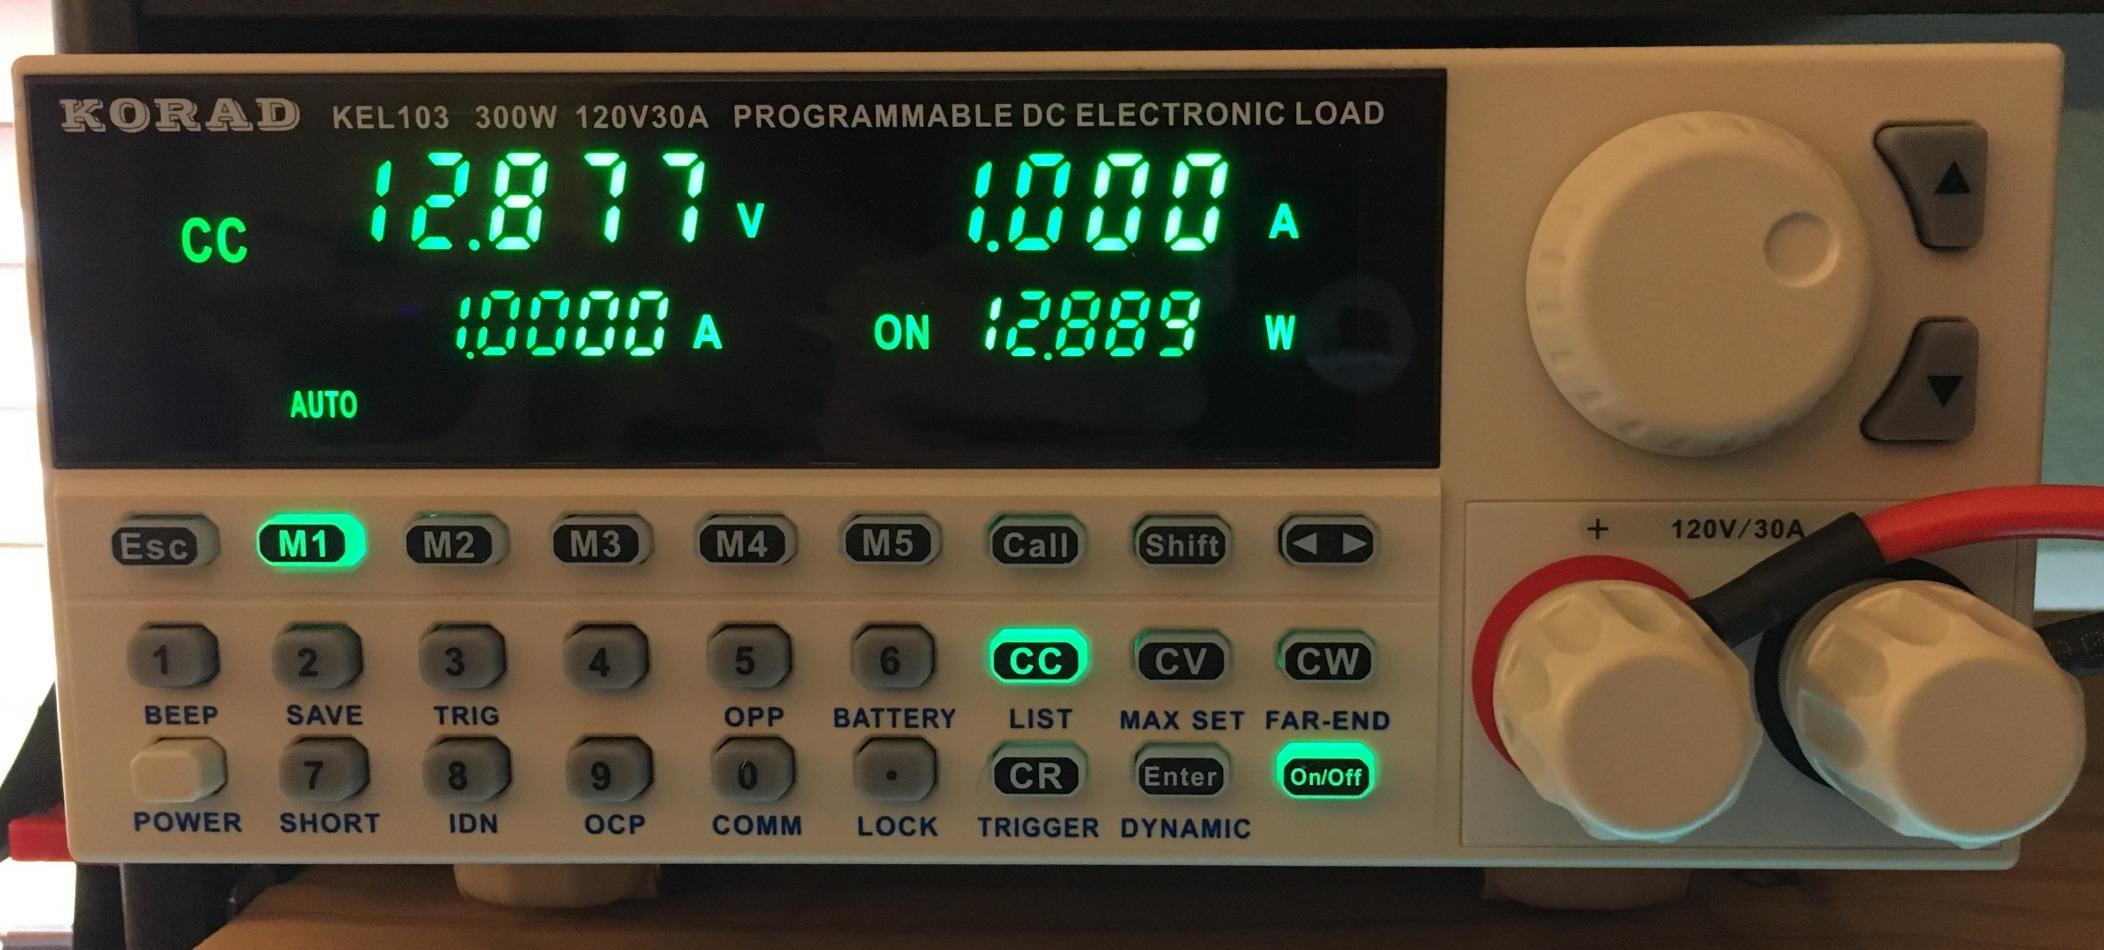 KORAD KEL103 300W 120V30A PROGRAMMABLE DC ELECTRONIC LOAD
CC 12.877 V 1.000 A
1.0000 A ON 12.889 W
AUTO
Esc M1 M2 M3 M4 M5 Call Shift ◀ ▶
1 2 3 4 5 6 CC CV CW
BEEP SAVE TRIG OPP BATTERY LIST MAX SET FAR-END
7 8 9 0 . CR Enter On/Off
POWER SHORT IDN OCP COMM LOCK TRIGGER DYNAMIC
▲
▼
+ 120V/30A